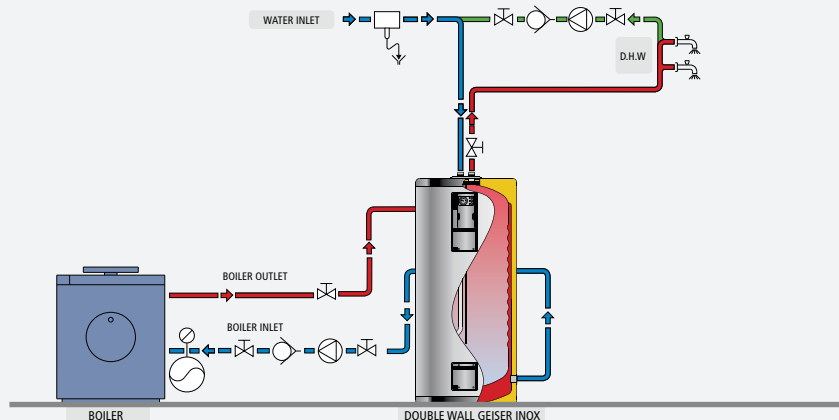 WATER INLET
D.H.W
BOILER OUTLET
BOILER INLET
BOILER
DOUBLE WALL GEISER INOX